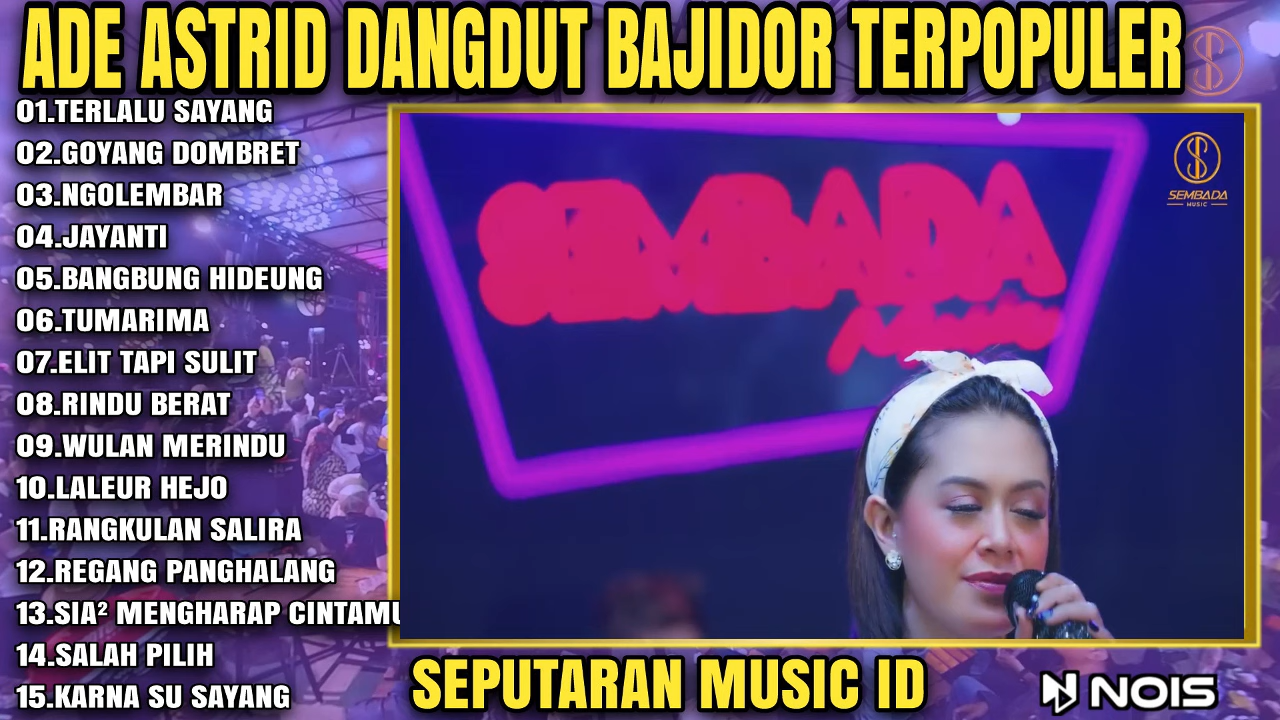 ADE ASTRID DANGDUT BAJIDOR TERPOPULER
01.TERLALU SAYANG
02.GOYANG DOMBRET
03.NGOLEMBAR
04.JAYANTI
05.BANGBUNG HIDEUNG
06.TUMARIMA
07.ELIT TAPI SULIT
08.RINDU BERAT
09.WULAN MERINDU
10.LALEUR HEJO
11.RANGKULAN SALIRA
12.REGANG PANGHALANG
13.SIA² MENGHARAP CINTAMU
14.SALAH PILIH
15.KARNA SU SAYANG
SEMBADA
Music
SEMBADA
MUSIC
SEPUTARAN MUSIC ID
NOIS